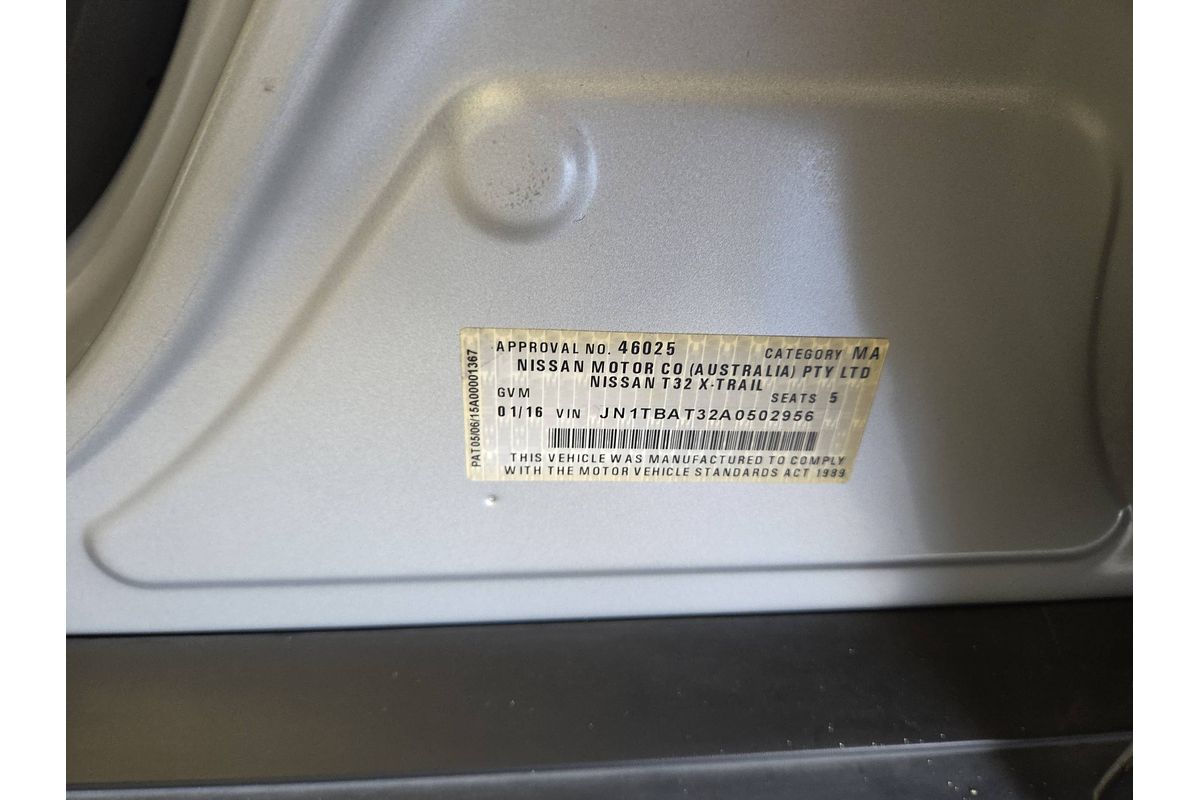 APPROVAL NO. 46025 CATEGORY MA
NISSAN MOTOR CO (AUSTRALIA) PTY LTD
NISSAN T32 X-TRAIL
GVM SEATS 5
01/16 VIN JN1TBAT32A0502956
THIS VEHICLE WAS MANUFACTURED TO COMPLY
WITH THE MOTOR VEHICLE STANDARDS ACT 1989
PAT05/06/15A00001367